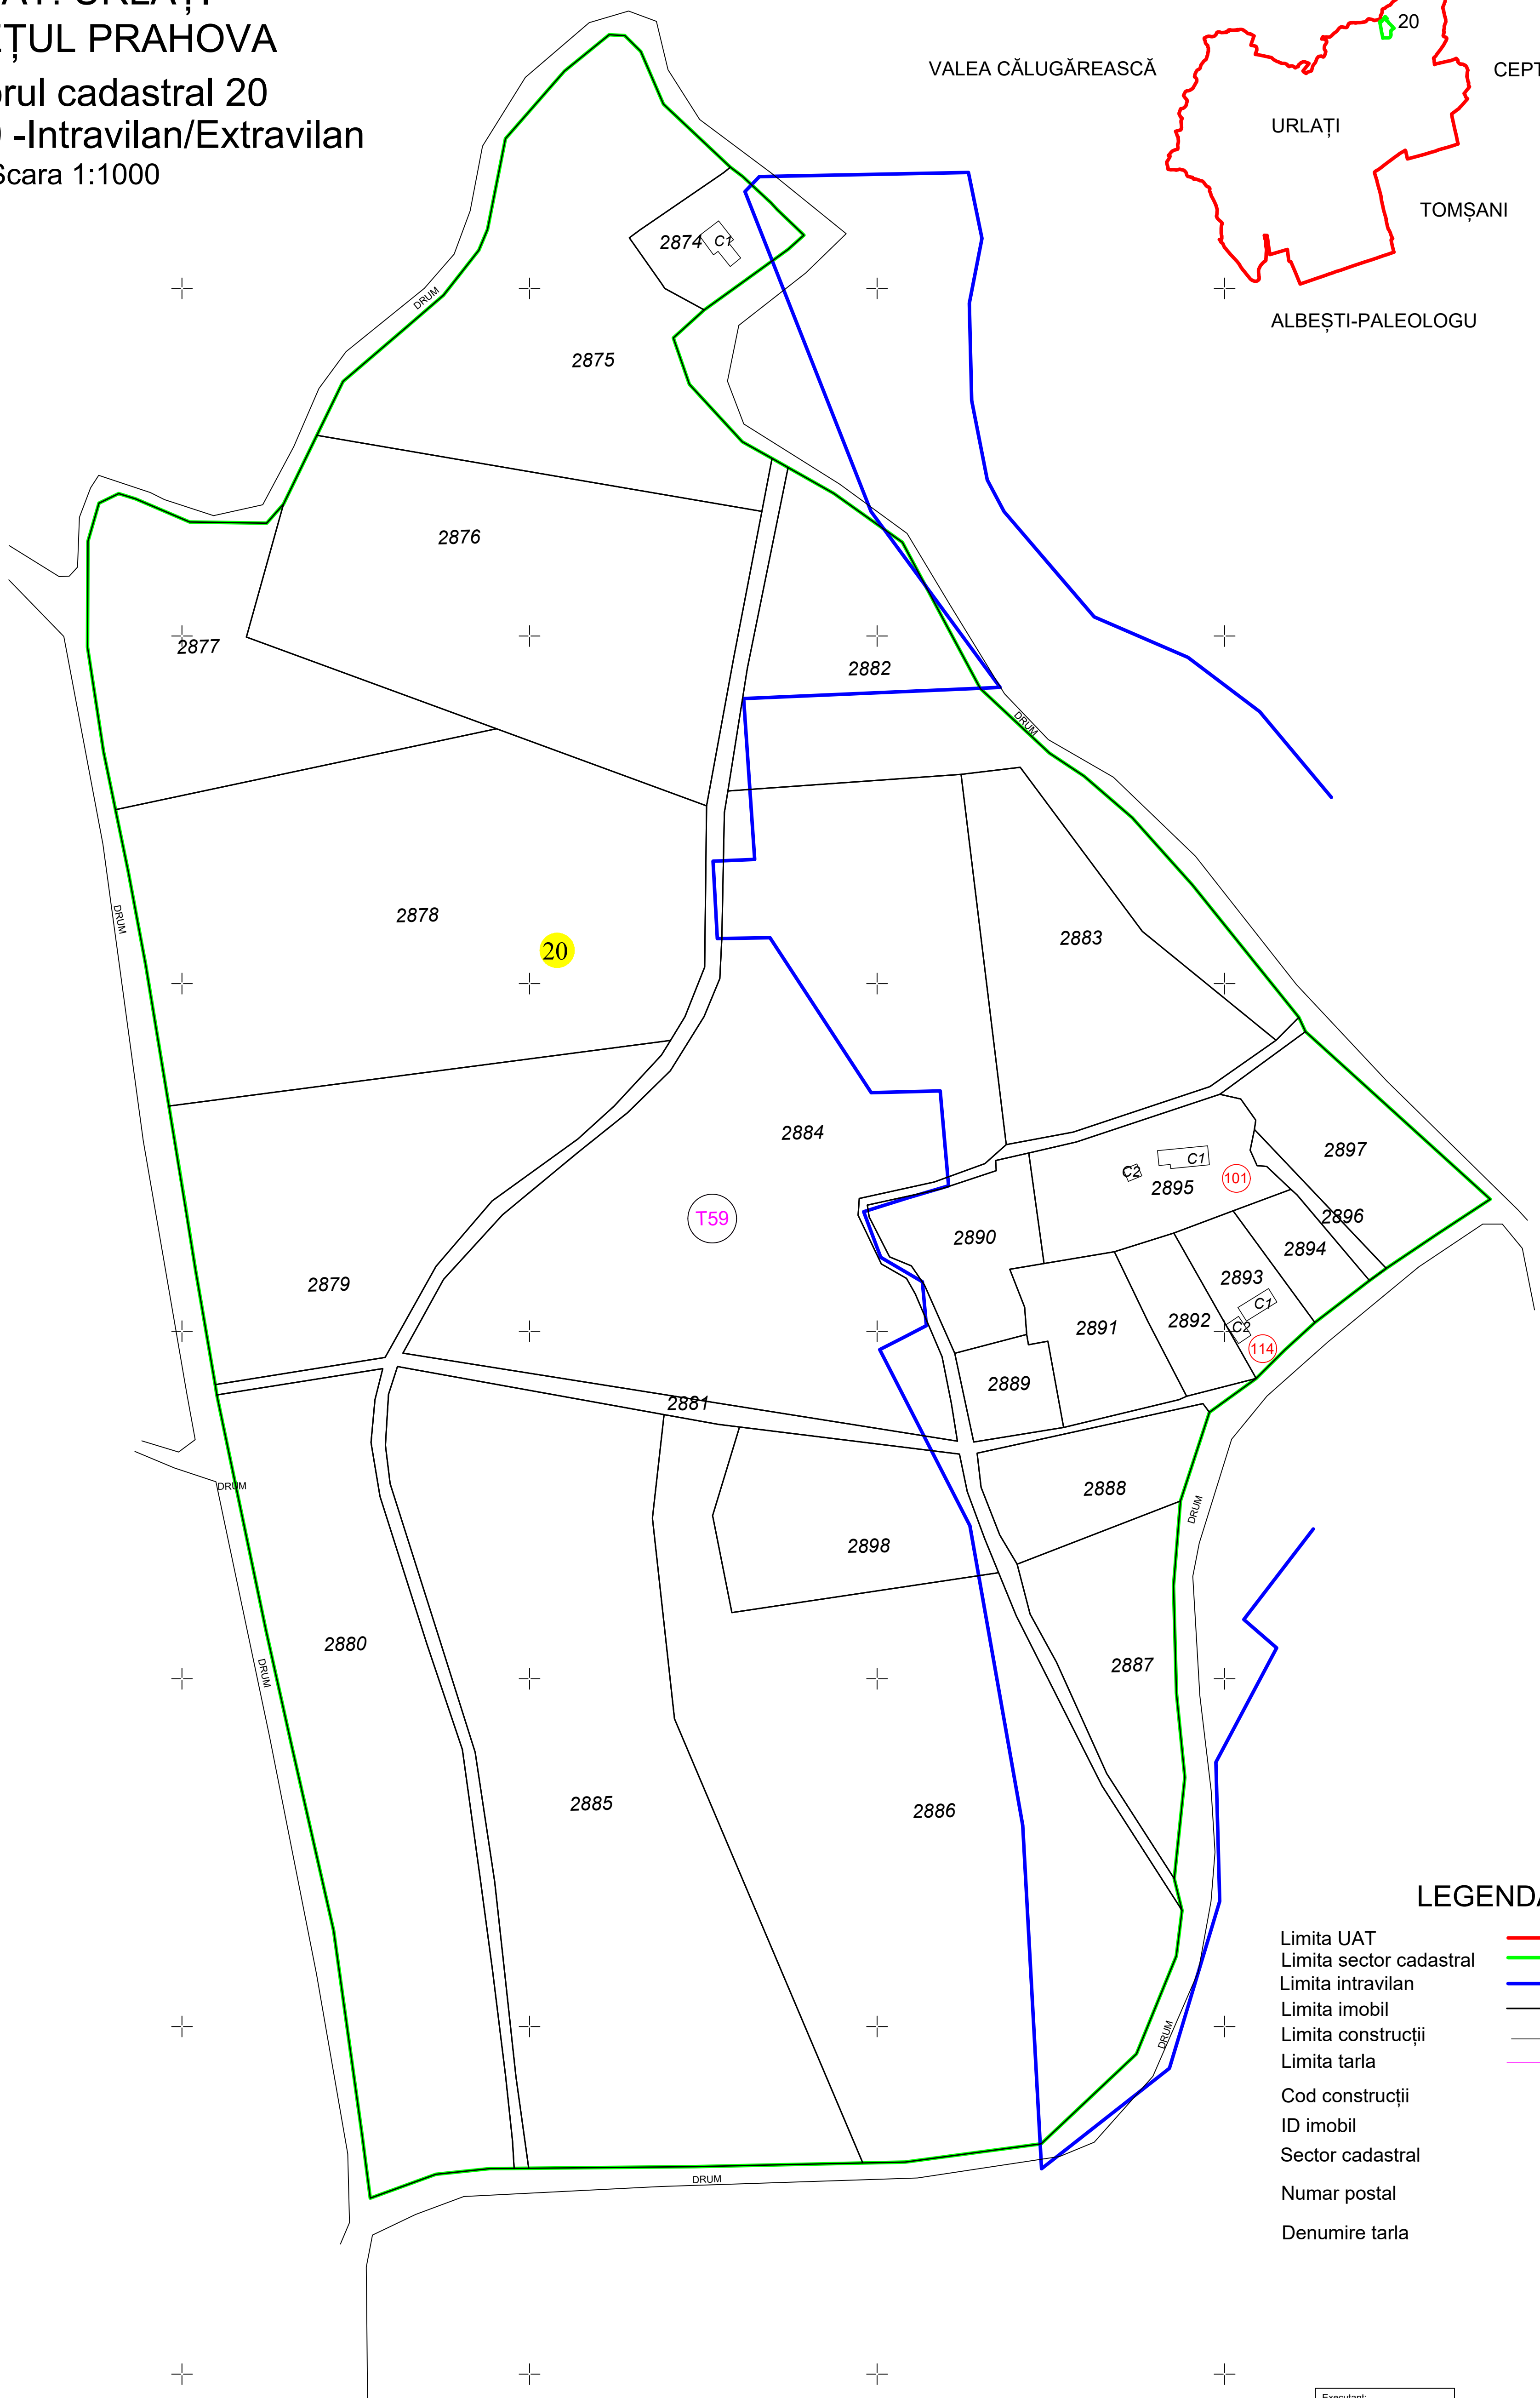 AT: URLAȚI
ȚUL PRAHOVA
rul cadastral 20
-Intravilan/Extravilan
Scara 1:1000
20
VALEA CĂLUGĂREASCĂ
CEPT
URLAȚI
TOMȘANI
ALBEȘTI-PALEOLOGU
2874
C1
DRUM
2875
2876
2877
2882
DRUM
DRUM
2878
20
2883
2884
2897
C2
C1
101
2895
T59
2896
2890
2894
2893
2879
C1
2892
2891
C2
114
2889
2881
DRUM
2888
DRUM
2898
2880
DRUM
2887
2885
2886
DRUM
DRUM
LEGENDA
Limita UAT
Limita sector cadastral
Limita intravilan
Limita imobil
Limita construcții
Limita tarla
Cod construcții
ID imobil
Sector cadastral
Numar postal
Denumire tarla
Executant: